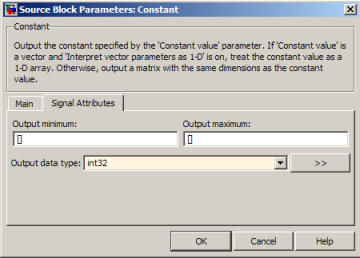 Source Block Parameters: Constant
Constant
Output the constant specified by the 'Constant value' parameter. If 'Constant value' is
a vector and 'Interpret vector parameters as 1-D' is on, treat the constant value as a
1-D array. Otherwise, output a matrix with the same dimensions as the constant
value.
Main Signal Attributes
Output minimum: Output maximum:
[] []
Output data type: int32 >>
OK Cancel Help